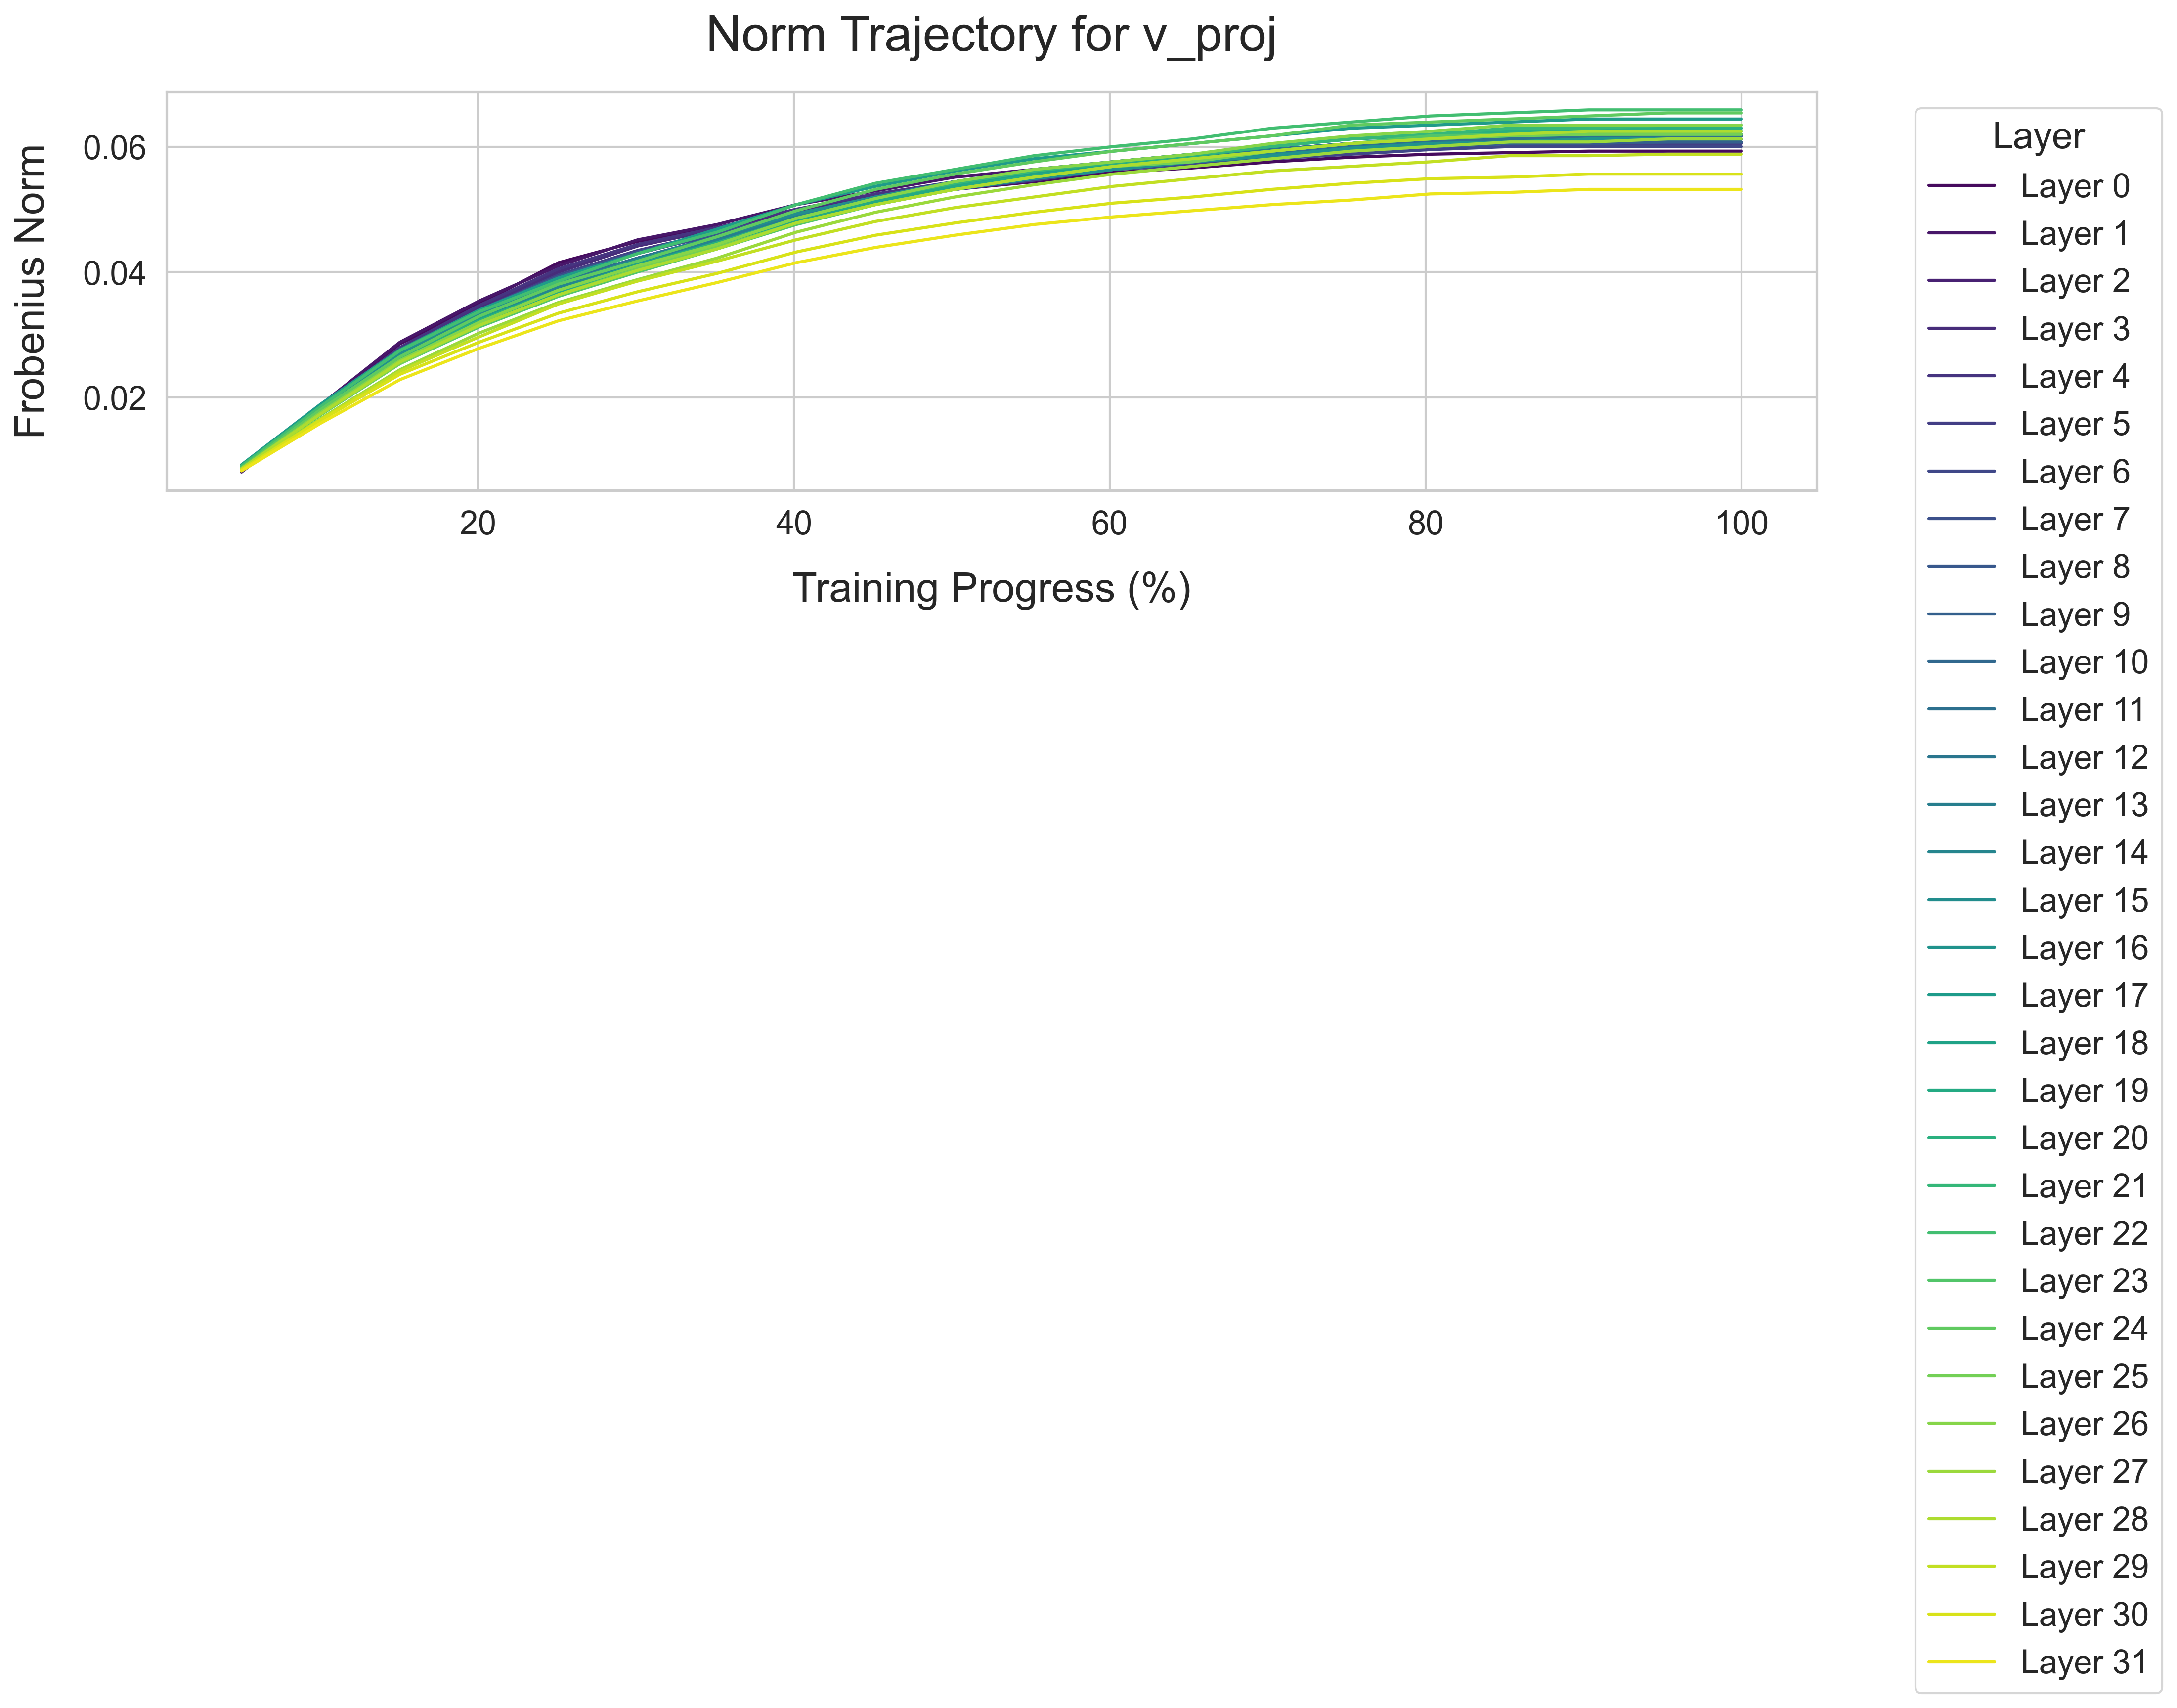 Norm Trajectory for v_proj
Frobenius Norm
0.06
0.04
0.02
20
40
60
80
100
Training Progress (%)
Layer
Layer 0
Layer 1
Layer 2
Layer 3
Layer 4
Layer 5
Layer 6
Layer 7
Layer 8
Layer 9
Layer 10
Layer 11
Layer 12
Layer 13
Layer 14
Layer 15
Layer 16
Layer 17
Layer 18
Layer 19
Layer 20
Layer 21
Layer 22
Layer 23
Layer 24
Layer 25
Layer 26
Layer 27
Layer 28
Layer 29
Layer 30
Layer 31